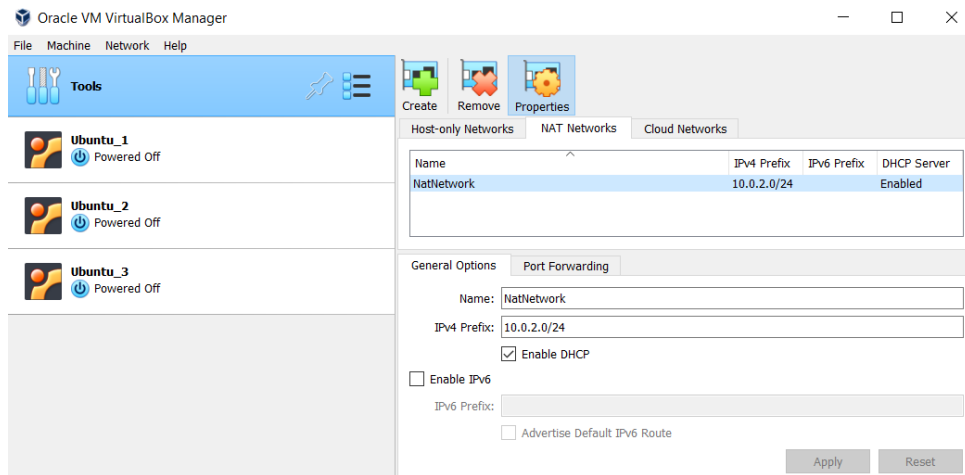 Oracle VM VirtualBox Manager
File Machine Network Help
Tools
Ubuntu_1
Powered Off
Ubuntu_2
Powered Off
Ubuntu_3
Powered Off
Create Remove Properties
Host-only Networks NAT Networks Cloud Networks
Name IPv4 Prefix IPv6 Prefix DHCP Server
NatNetwork 10.0.2.0/24 Enabled
General Options Port Forwarding
Name: NatNetwork
IPv4 Prefix: 10.0.2.0/24
Enable DHCP
Enable IPv6
IPv6 Prefix:
Advertise Default IPv6 Route
Apply Reset